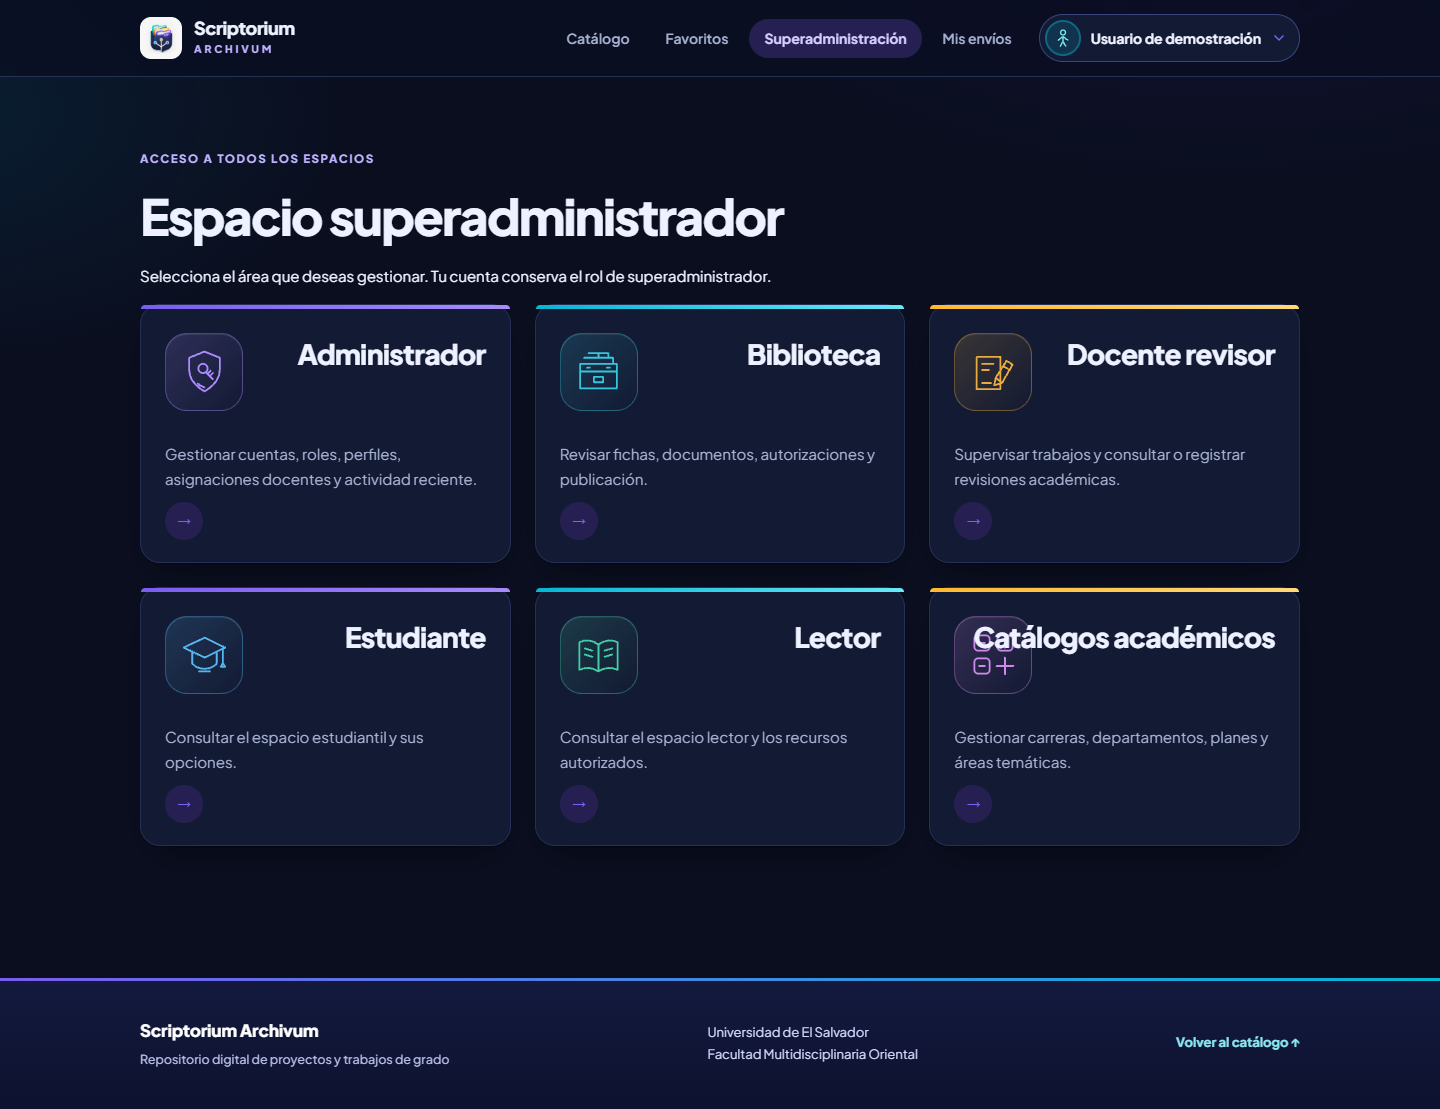 Scriptorium
ARCHIVUM
Catálogo
Favoritos
Superadministración
Mis envíos
Usuario de demostración
ACCESO A TODOS LOS ESPACIOS
Espacio superadministrador
Selecciona el área que deseas gestionar. Tu cuenta conserva el rol de superadministrador.
Administrador
Gestionar cuentas, roles, perfiles,
asignaciones docentes y actividad reciente.
→
Biblioteca
Revisar fichas, documentos, autorizaciones y
publicación.
→
Docente revisor
Supervisar trabajos y consultar o registrar
revisiones académicas.
→
Estudiante
Consultar el espacio estudiantil y sus
opciones.
→
Lector
Consultar el espacio lector y los recursos
autorizados.
→
Catálogos académicos
Gestionar carreras, departamentos, planes y
áreas temáticas.
→
Scriptorium Archivum
Repositorio digital de proyectos y trabajos de grado
Universidad de El Salvador
Facultad Multidisciplinaria Oriental
Volver al catálogo ↑